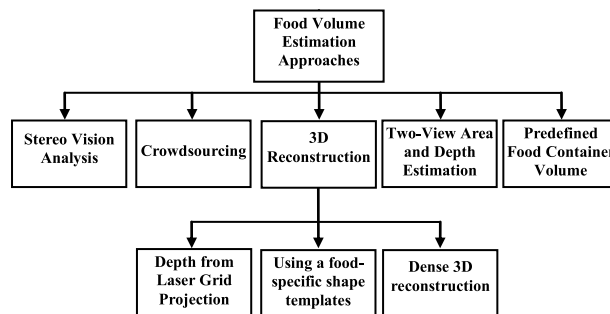 Food Volume
Estimation
Approaches
Stereo Vision
Analysis
Crowdsourcing
3D
Reconstruction
Two-View Area
and Depth
Estimation
Predefined
Food Container
Volume
Depth from
Laser Grid
Projection
Using a food-
specific shape
templates
Dense 3D
reconstruction